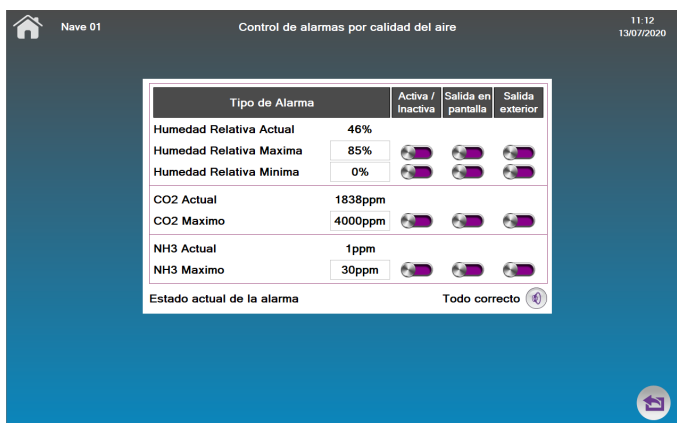 Nave 01
Control de alarmas por calidad del aire
11:12
13/07/2020
Tipo de Alarma
Activa / Inactiva
Salida en pantalla
Salida exterior
Humedad Relativa Actual 46%
Humedad Relativa Maxima 85%
Humedad Relativa Minima 0%
CO2 Actual 1838ppm
CO2 Maximo 4000ppm
NH3 Actual 1ppm
NH3 Maximo 30ppm
Estado actual de la alarma Todo correcto